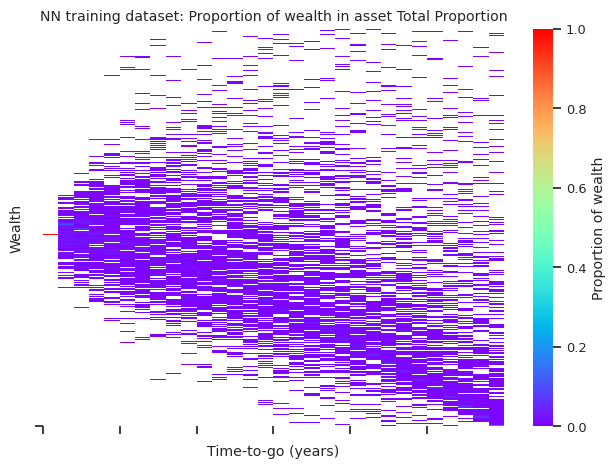 NN training dataset: Proportion of wealth in asset Total Proportion
1.0
0.8
0.6
0.4
0.2
0.0
Proportion of wealth
Wealth
Time-to-go (years)